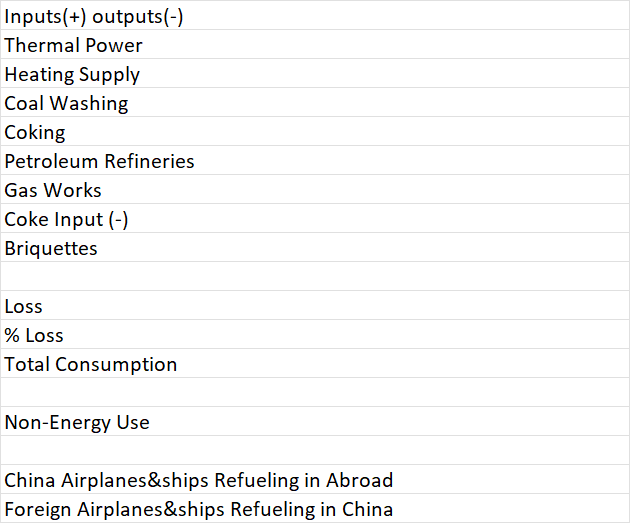 Inputs(+) outputs(-)
Thermal Power
Heating Supply
Coal Washing
Coking
Petroleum Refineries
Gas Works
Coke Input (-)
Briquettes
Loss
% Loss
Total Consumption
Non-Energy Use
China Airplanes&ships Refueling in Abroad
Foreign Airplanes&ships Refueling in China